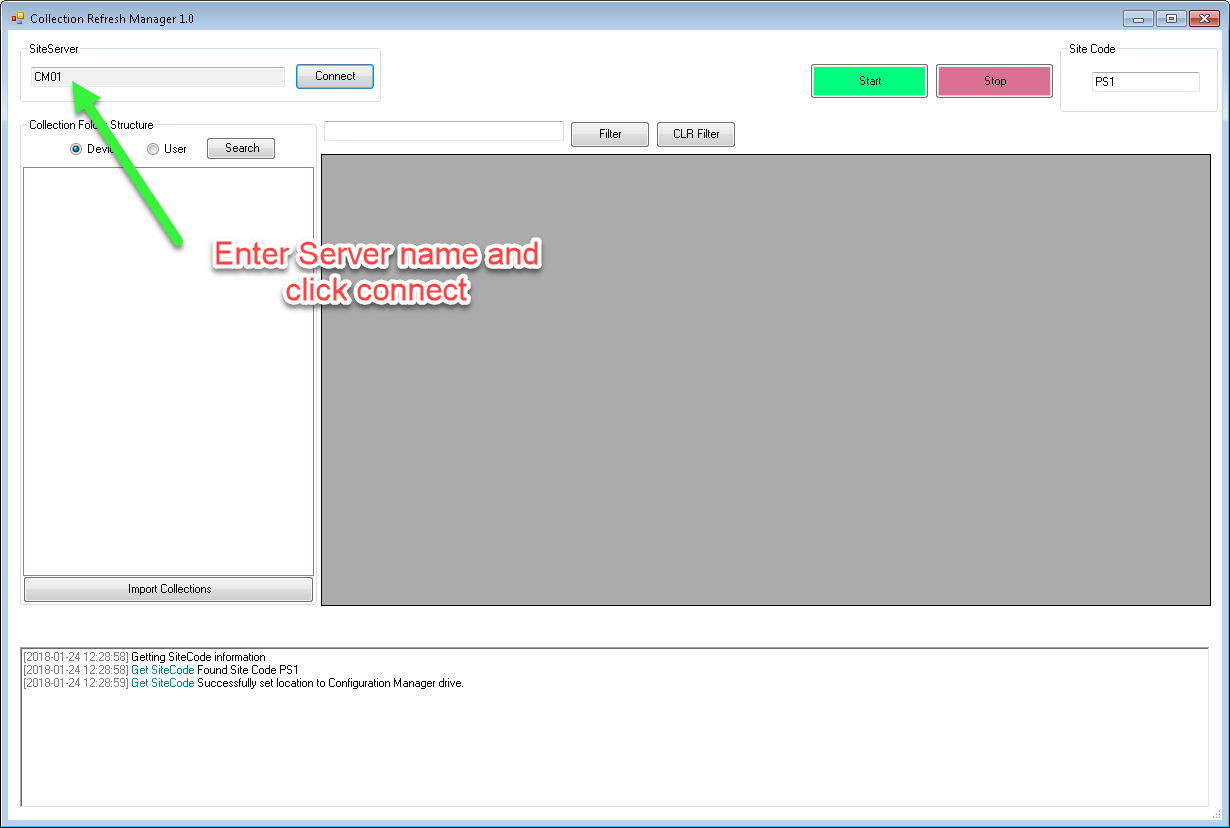 Collection Refresh Manager 1.0
SiteServer
CM01
Connect
Start
Stop
Site Code
PS1
Collection Structure
User
Search
Filter
CLR Filter
Enter Server name and
click connect
Import Collections
[2018-01-24 12:28:58] Getting SiteCode information
[2018-01-24 12:28:58] Get SiteCode Found Site Code PS1
[2018-01-24 12:28:59] Get SiteCode Successfully set location to Configuration Manager drive.